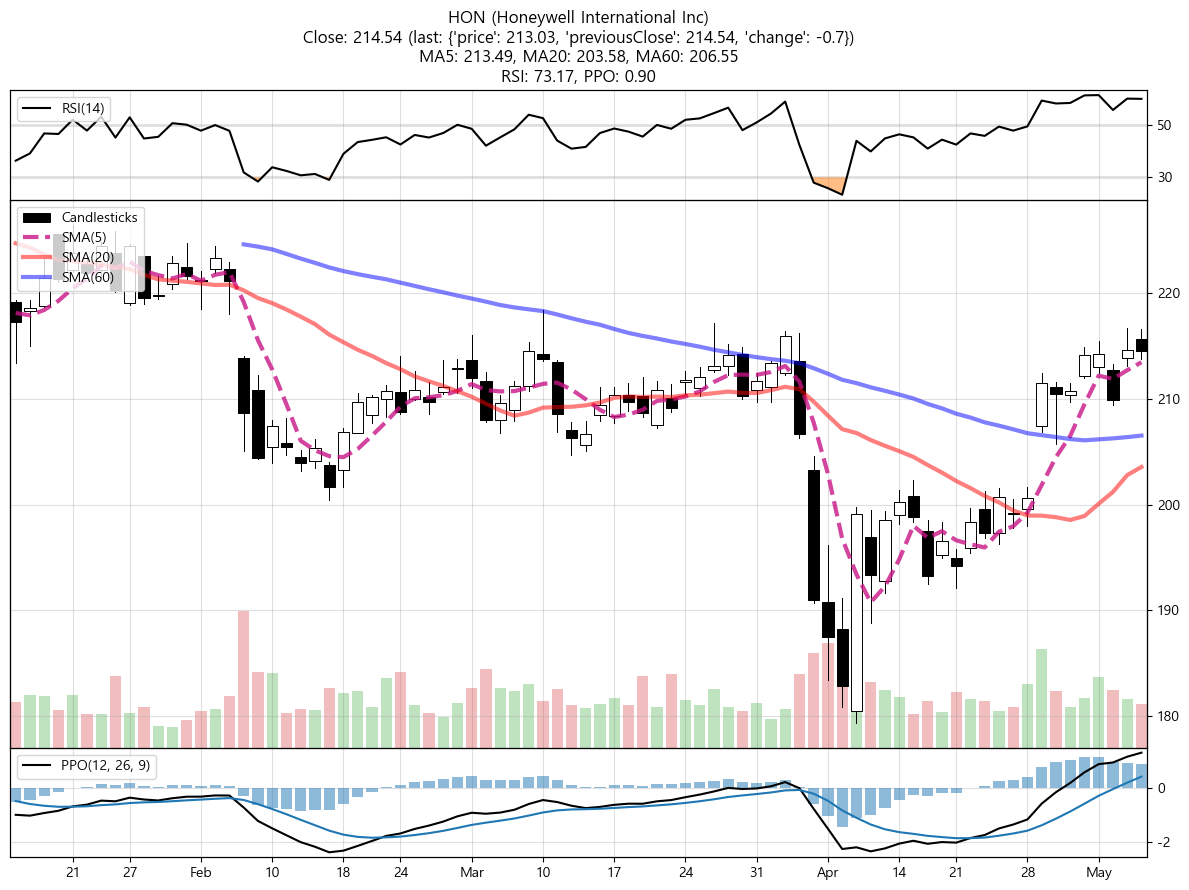 HON (Honeywell International Inc)
Close: 214.54 (last: {'price': 213.03, 'previousClose': 214.54, 'change': -0.7})
MA5: 213.49, MA20: 203.58, MA60: 206.55
RSI: 73.17, PPO: 0.90
RSI(14)
50
30
Candlesticks
SMA(5)
SMA(20)
SMA(60)
220
210
200
190
180
PPO(12, 26, 9)
0
-2
21 27 Feb 10 18 24 Mar 10 17 24 31 Apr 14 21 28 May